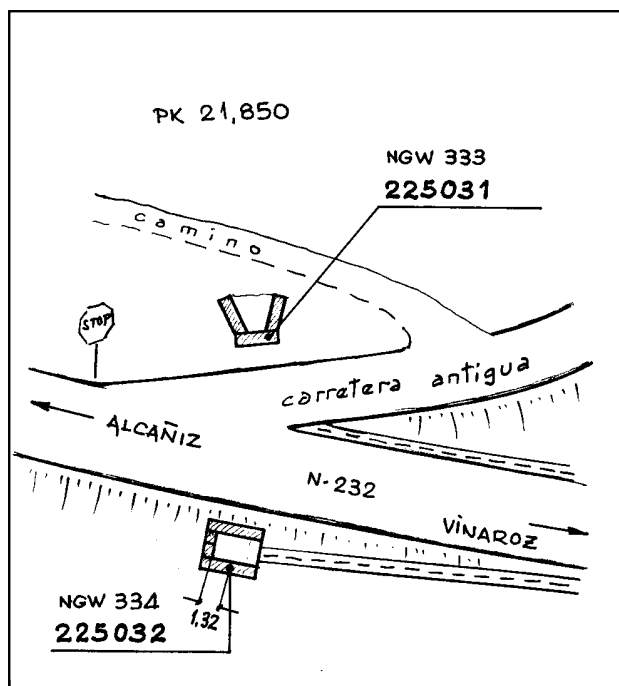 PK 21,850
NGW 333
225031
camino
STOP
carretera antigua
ALCAÑIZ
N-232
VINAROZ
NGW 334
1,32
225032